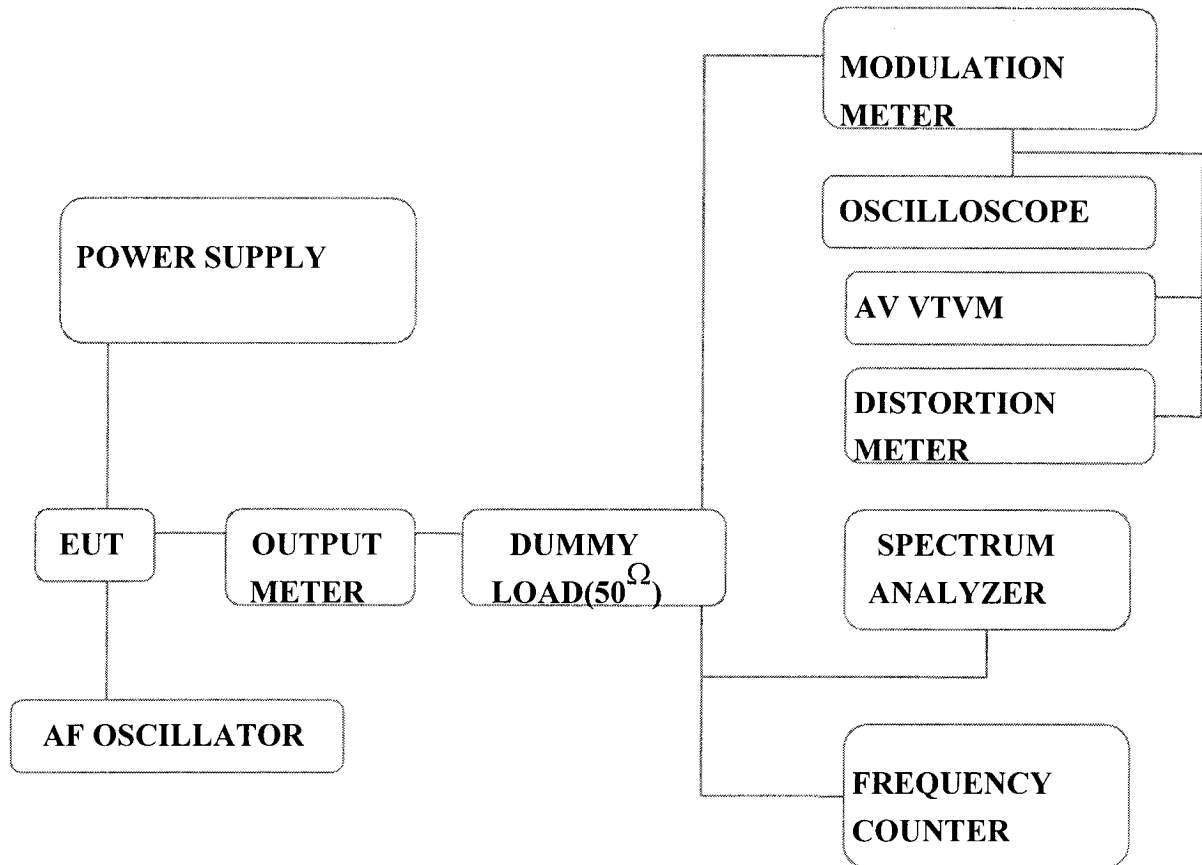 MODULATION
METER
OSCILLOSCOPE
POWER SUPPLY
AV VTVM
DISTORTION
METER
EUT
OUTPUT
METER
DUMMY
LOAD(50Ω)
SPECTRUM
ANALYZER
AF OSCILLATOR
FREQUENCY
COUNTER